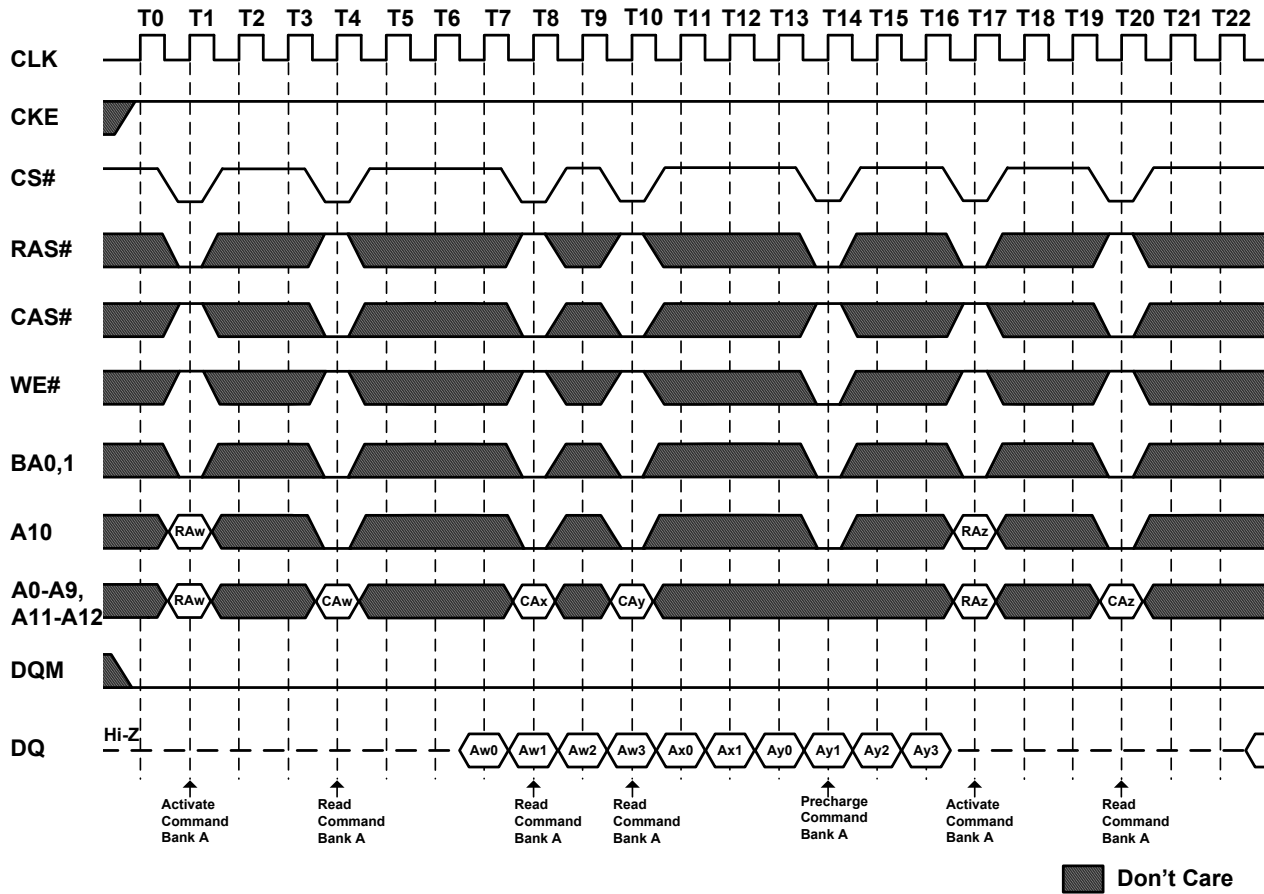 T0 T1 T2 T3 T4 T5 T6 T7 T8 T9 T10 T11 T12 T13 T14 T15 T16 T17 T18 T19 T20 T21 T22
CLK
CKE
CS#
RAS#
CAS#
WE#
BA0,1
A10 RAw RAz
A0-A9, RAw CAw CAx CAy RAz CAz
A11-A12
DQM
DQ Hi-Z Aw0 Aw1 Aw2 Aw3 Ax0 Ax1 Ay0 Ay1 Ay2 Ay3
Activate
Command
Bank A
Read
Command
Bank A
Read
Command
Bank A
Read
Command
Bank A
Precharge
Command
Bank A
Activate
Command
Bank A
Read
Command
Bank A
Don't Care